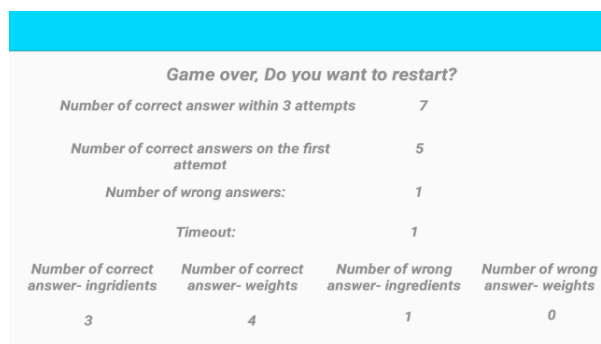 Game over, Do you want to restart?
Number of correct answer within 3 attempts 7
Number of correct answers on the first 5
attempt
Number of wrong answers: 1
Timeout: 1
Number of correct Number of correct Number of wrong Number of wrong
answer- ingridients answer- weights answer- ingredients answer- weights
3 4 1 0